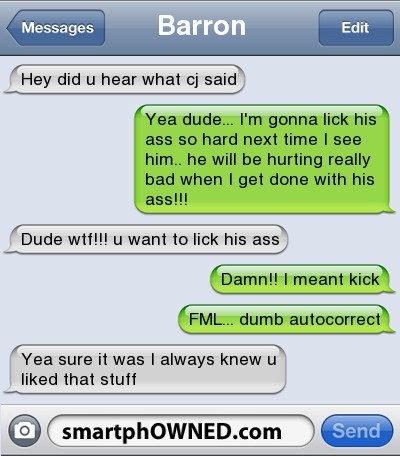 Messages
Barron
Edit
Hey did u hear what cj said
Yea dude... I'm gonna lick his
ass so hard next time I see
him.. he will be hurting really
bad when I get done with his
ass!!!
Dude wtf!!! u want to lick his ass
Damn!! I meant kick
FML... dumb autocorrect
Yea sure it was I always knew u
liked that stuff
smartphOWNED.com
Send